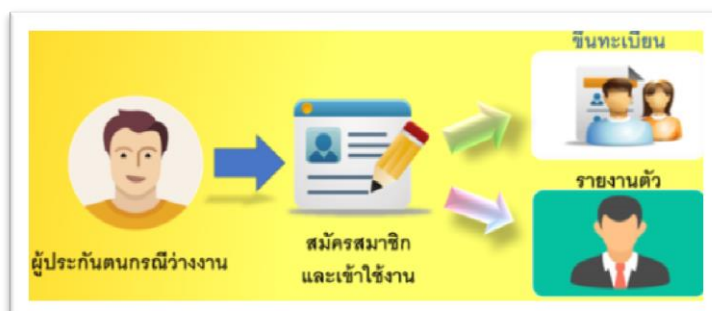 ผู้ประกันตนกรณีว่างงาน
สมัครสมาชิก
และเข้าใช้งาน
ขึ้นทะเบียน
รายงานตัว